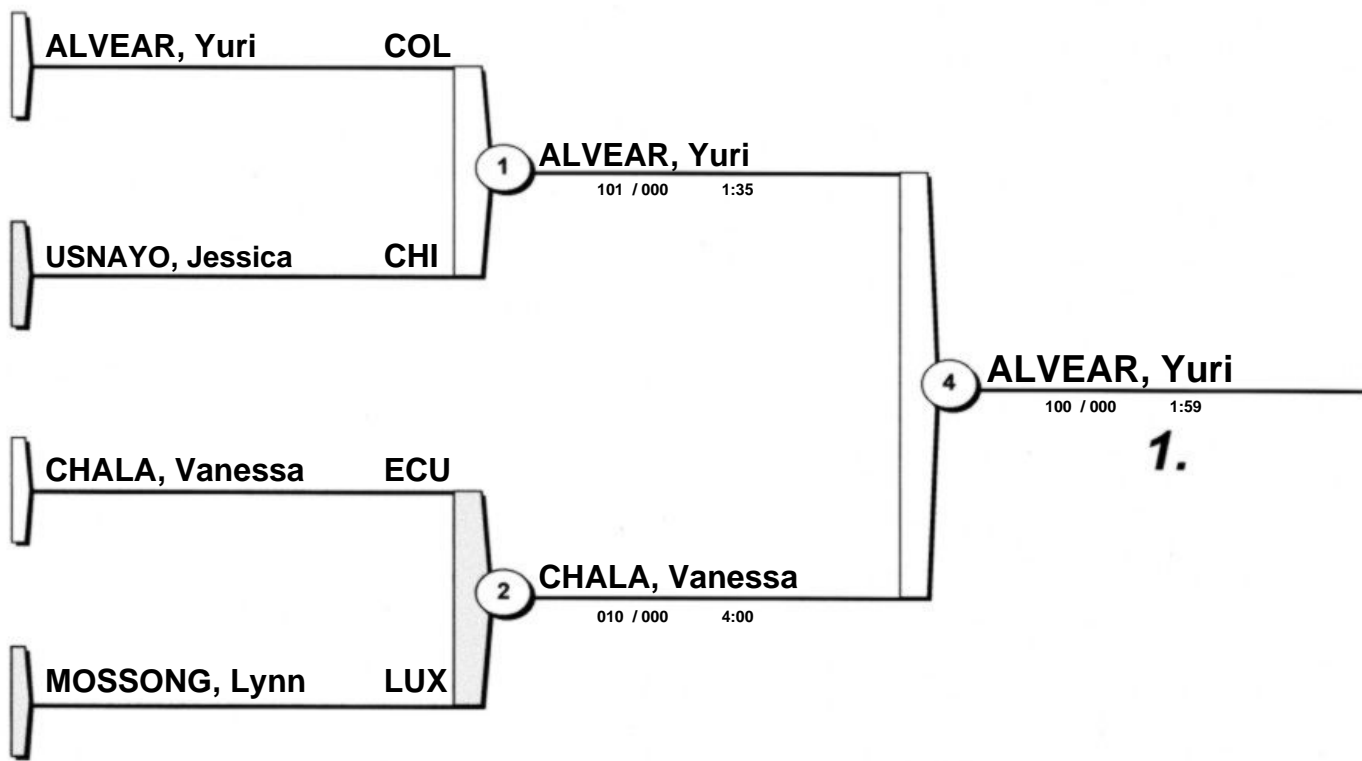 ALVEAR, Yuri COL
1 ALVEAR, Yuri
101 / 000 1:35
USNAYO, Jessica CHI
4 ALVEAR, Yuri
100 / 000 1:59
1.
CHALA, Vanessa ECU
2 CHALA, Vanessa
010 / 000 4:00
MOSSONG, Lynn LUX